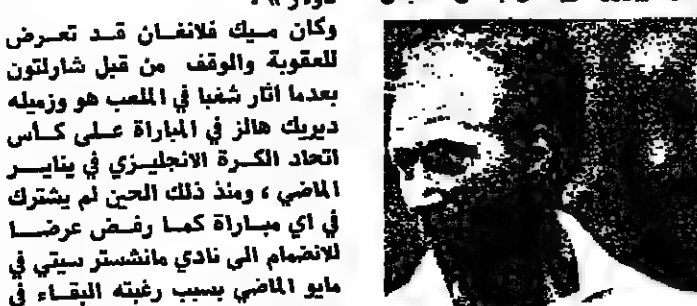 وكان ميك فلانغان قد تعرض
للعقوبة والوقف من قبل شارلتون
بعدما اثار شغبا في الملعب هو وزميله
ديريك هالز في المباراة على كأس
اتحاد الكرة الانجليزي في يناير
الماضي ، ومنذ ذلك الحين لم يشترك
في اي مباراة كما رفض عرضا
للانضمام الى نادي مانشستر سيتي في
مايو الماضي بسبب رغبته البقاء في